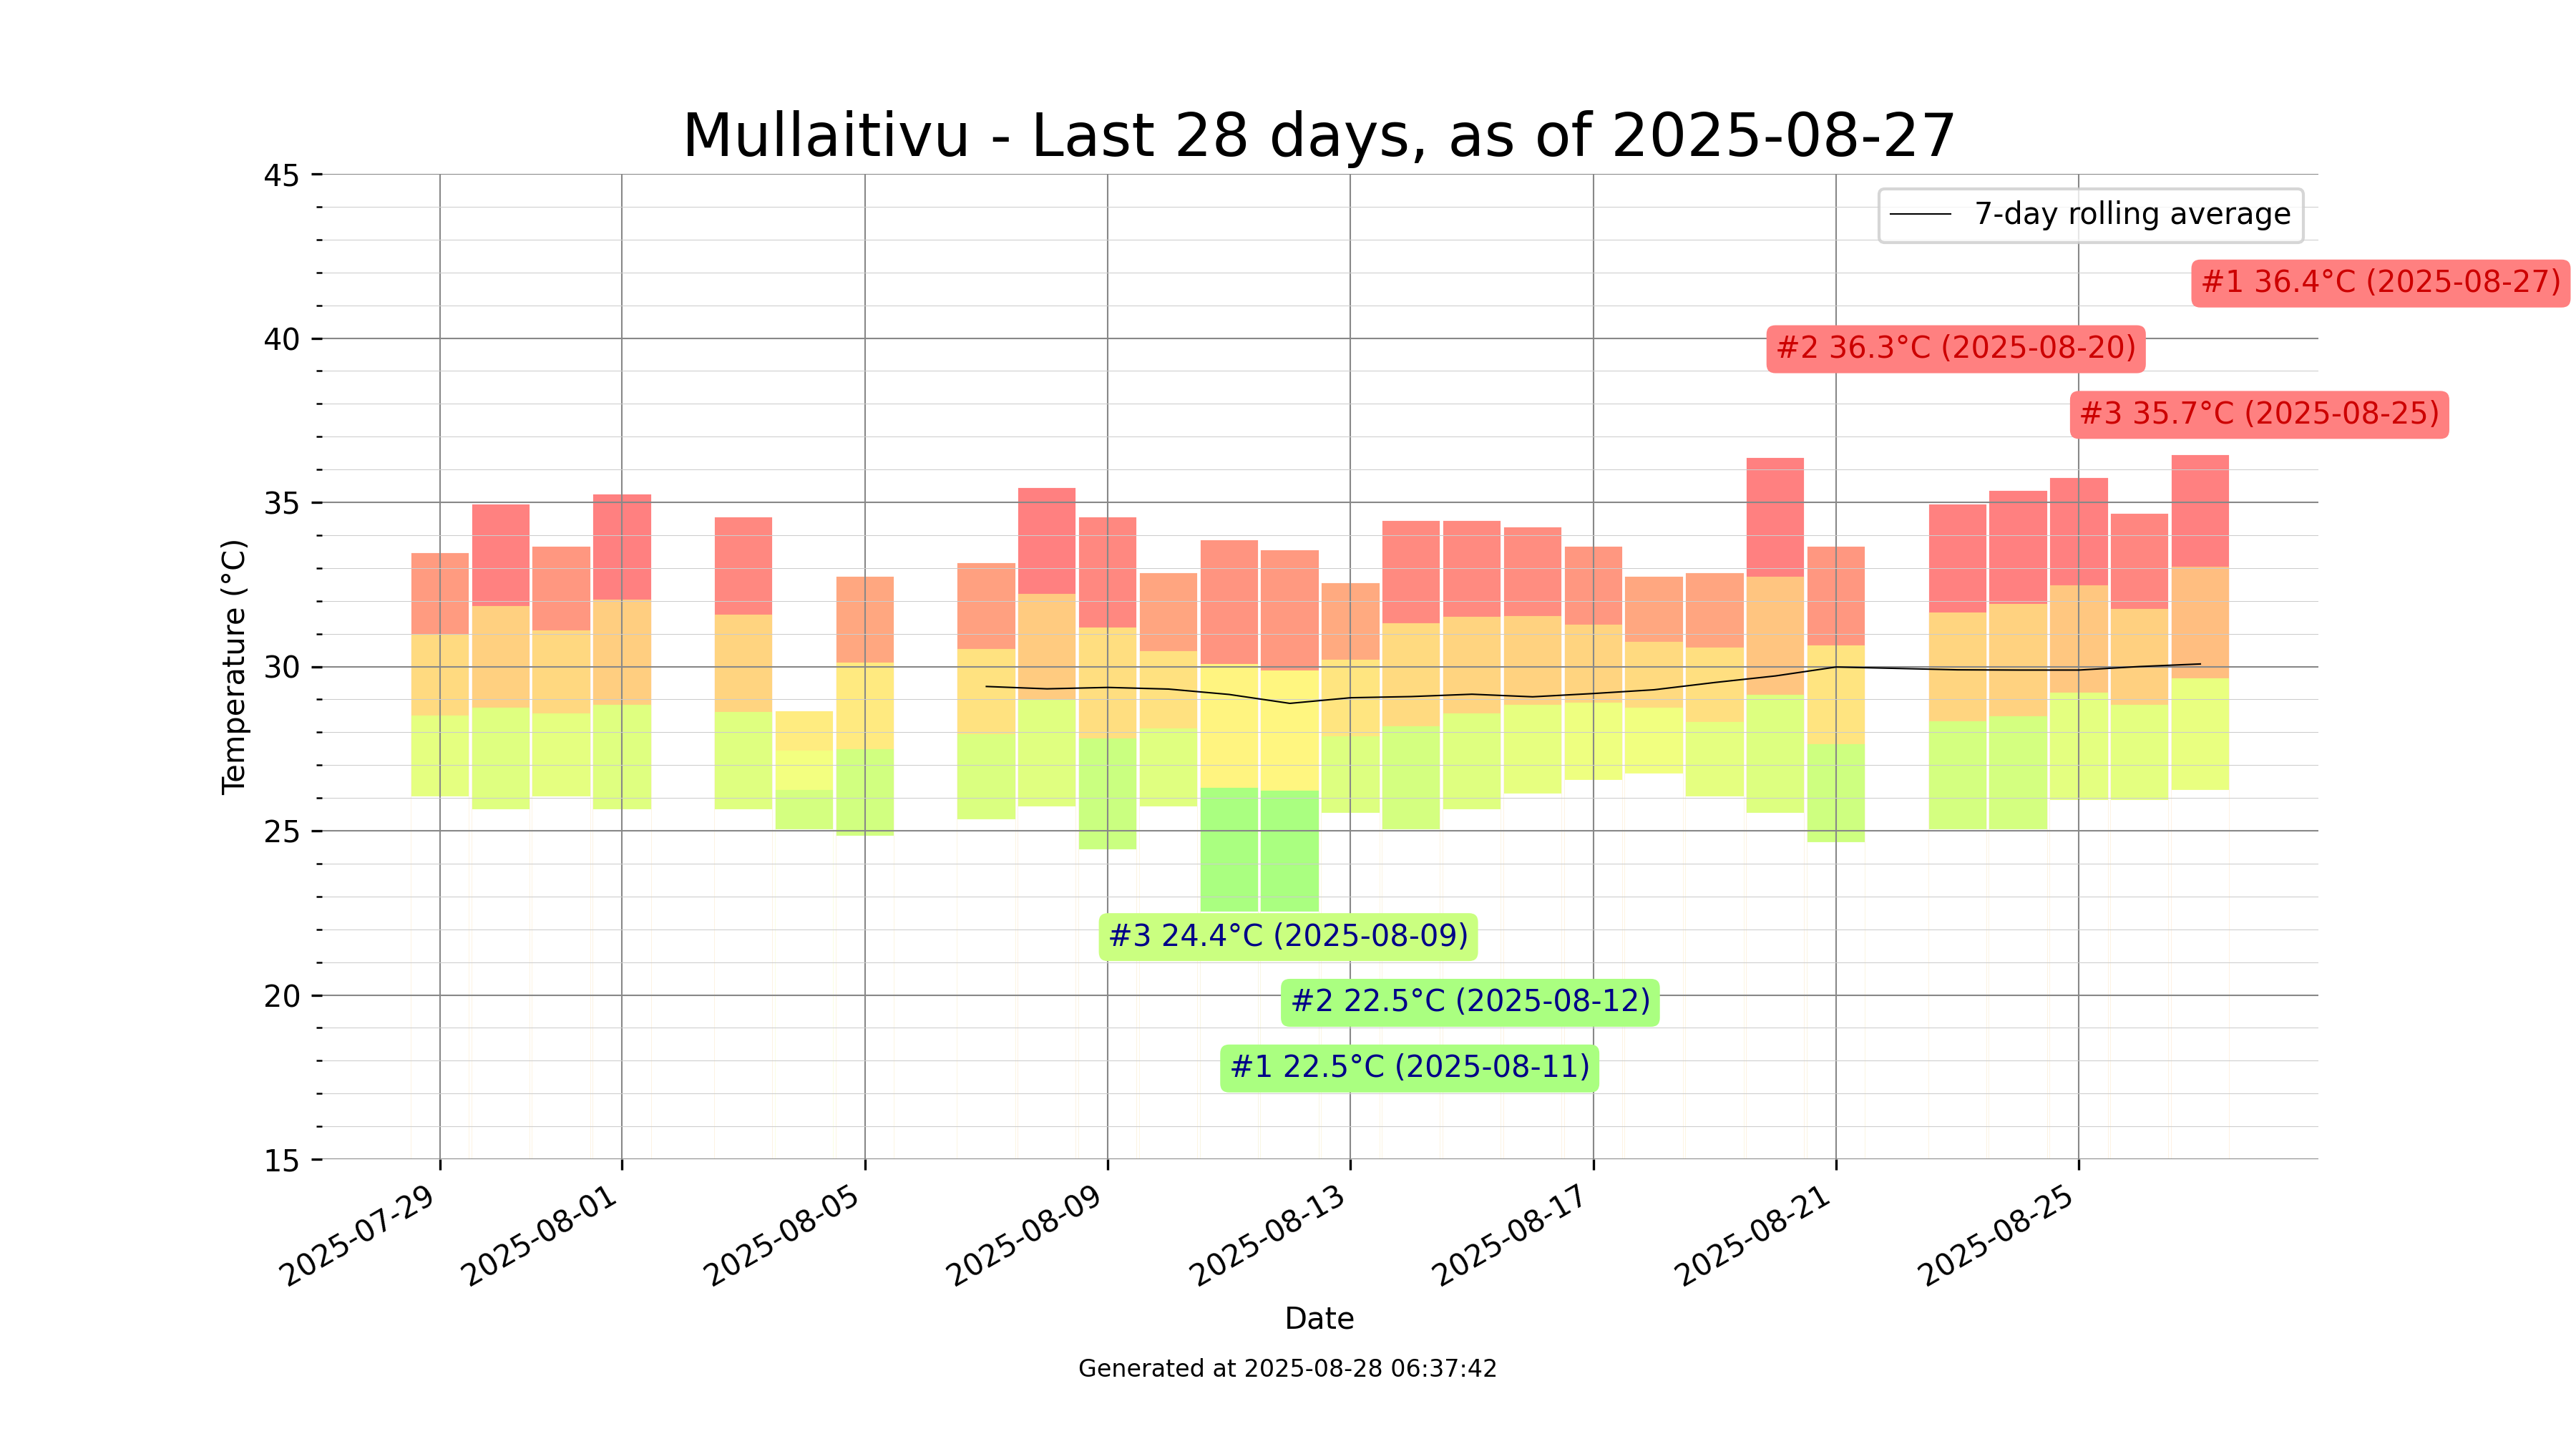 Mullaitivu - Last 28 days, as of 2025-08-27
45
40
35
30
25
20
15
Temperature (°C)
7-day rolling average
#1 36.4°C (2025-08-27)
#2 36.3°C (2025-08-20)
#3 35.7°C (2025-08-25)
#3 24.4°C (2025-08-09)
#2 22.5°C (2025-08-12)
#1 22.5°C (2025-08-11)
2025-07-29
2025-08-01
2025-08-05
2025-08-09
2025-08-13
2025-08-17
2025-08-21
2025-08-25
Date
Generated at 2025-08-28 06:37:42